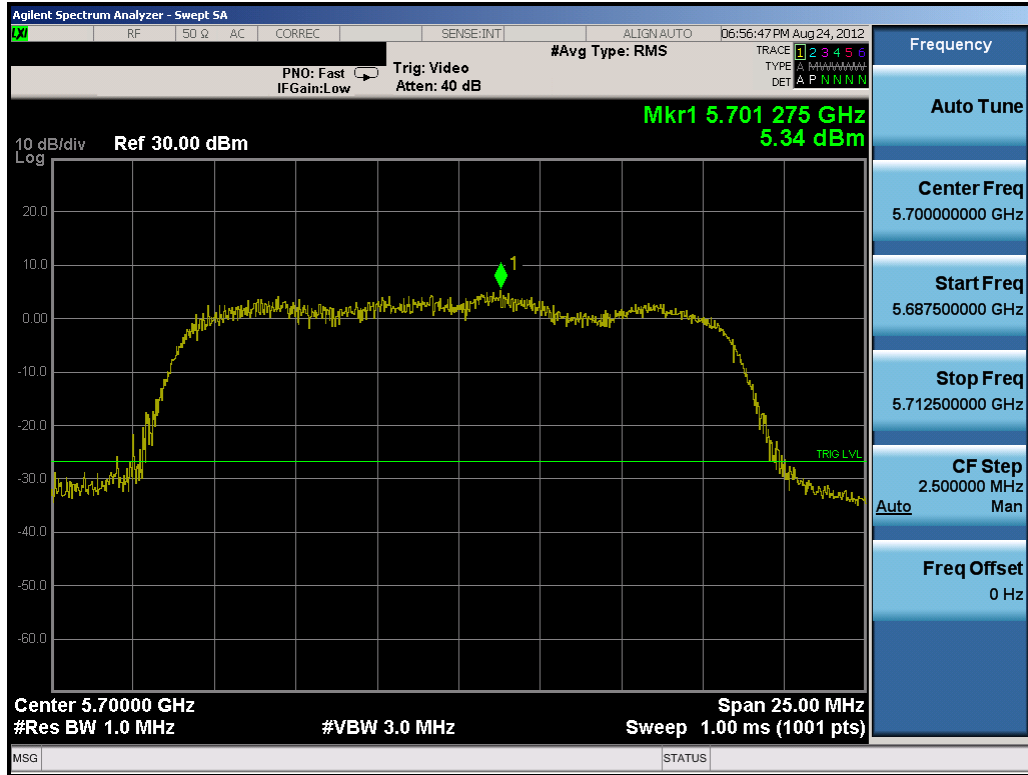 Agilent Spectrum Analyzer - Swept SA
LXI RF 50 Ω AC CORREC SENSE:INT ALIGN AUTO 06:56:47 PM Aug 24, 2012
#Avg Type: RMS TRACE 1 2 3 4 5 6
PNO: Fast Trig: Video TYPE A M W W W W W
IFGain:Low Atten: 40 dB DET A P N N N N
Mkr1 5.701 275 GHz
5.34 dBm
10 dB/div Ref 30.00 dBm
Log
20.0
10.0
1
0.00
-10.0
-20.0
TRIG LVL
-30.0
-40.0
-50.0
-60.0
Center 5.70000 GHz Span 25.00 MHz
#Res BW 1.0 MHz #VBW 3.0 MHz Sweep 1.00 ms (1001 pts)
MSG STATUS
Frequency
Auto Tune
Center Freq
5.700000000 GHz
Start Freq
5.687500000 GHz
Stop Freq
5.712500000 GHz
CF Step
2.500000 MHz
Auto Man
Freq Offset
0 Hz